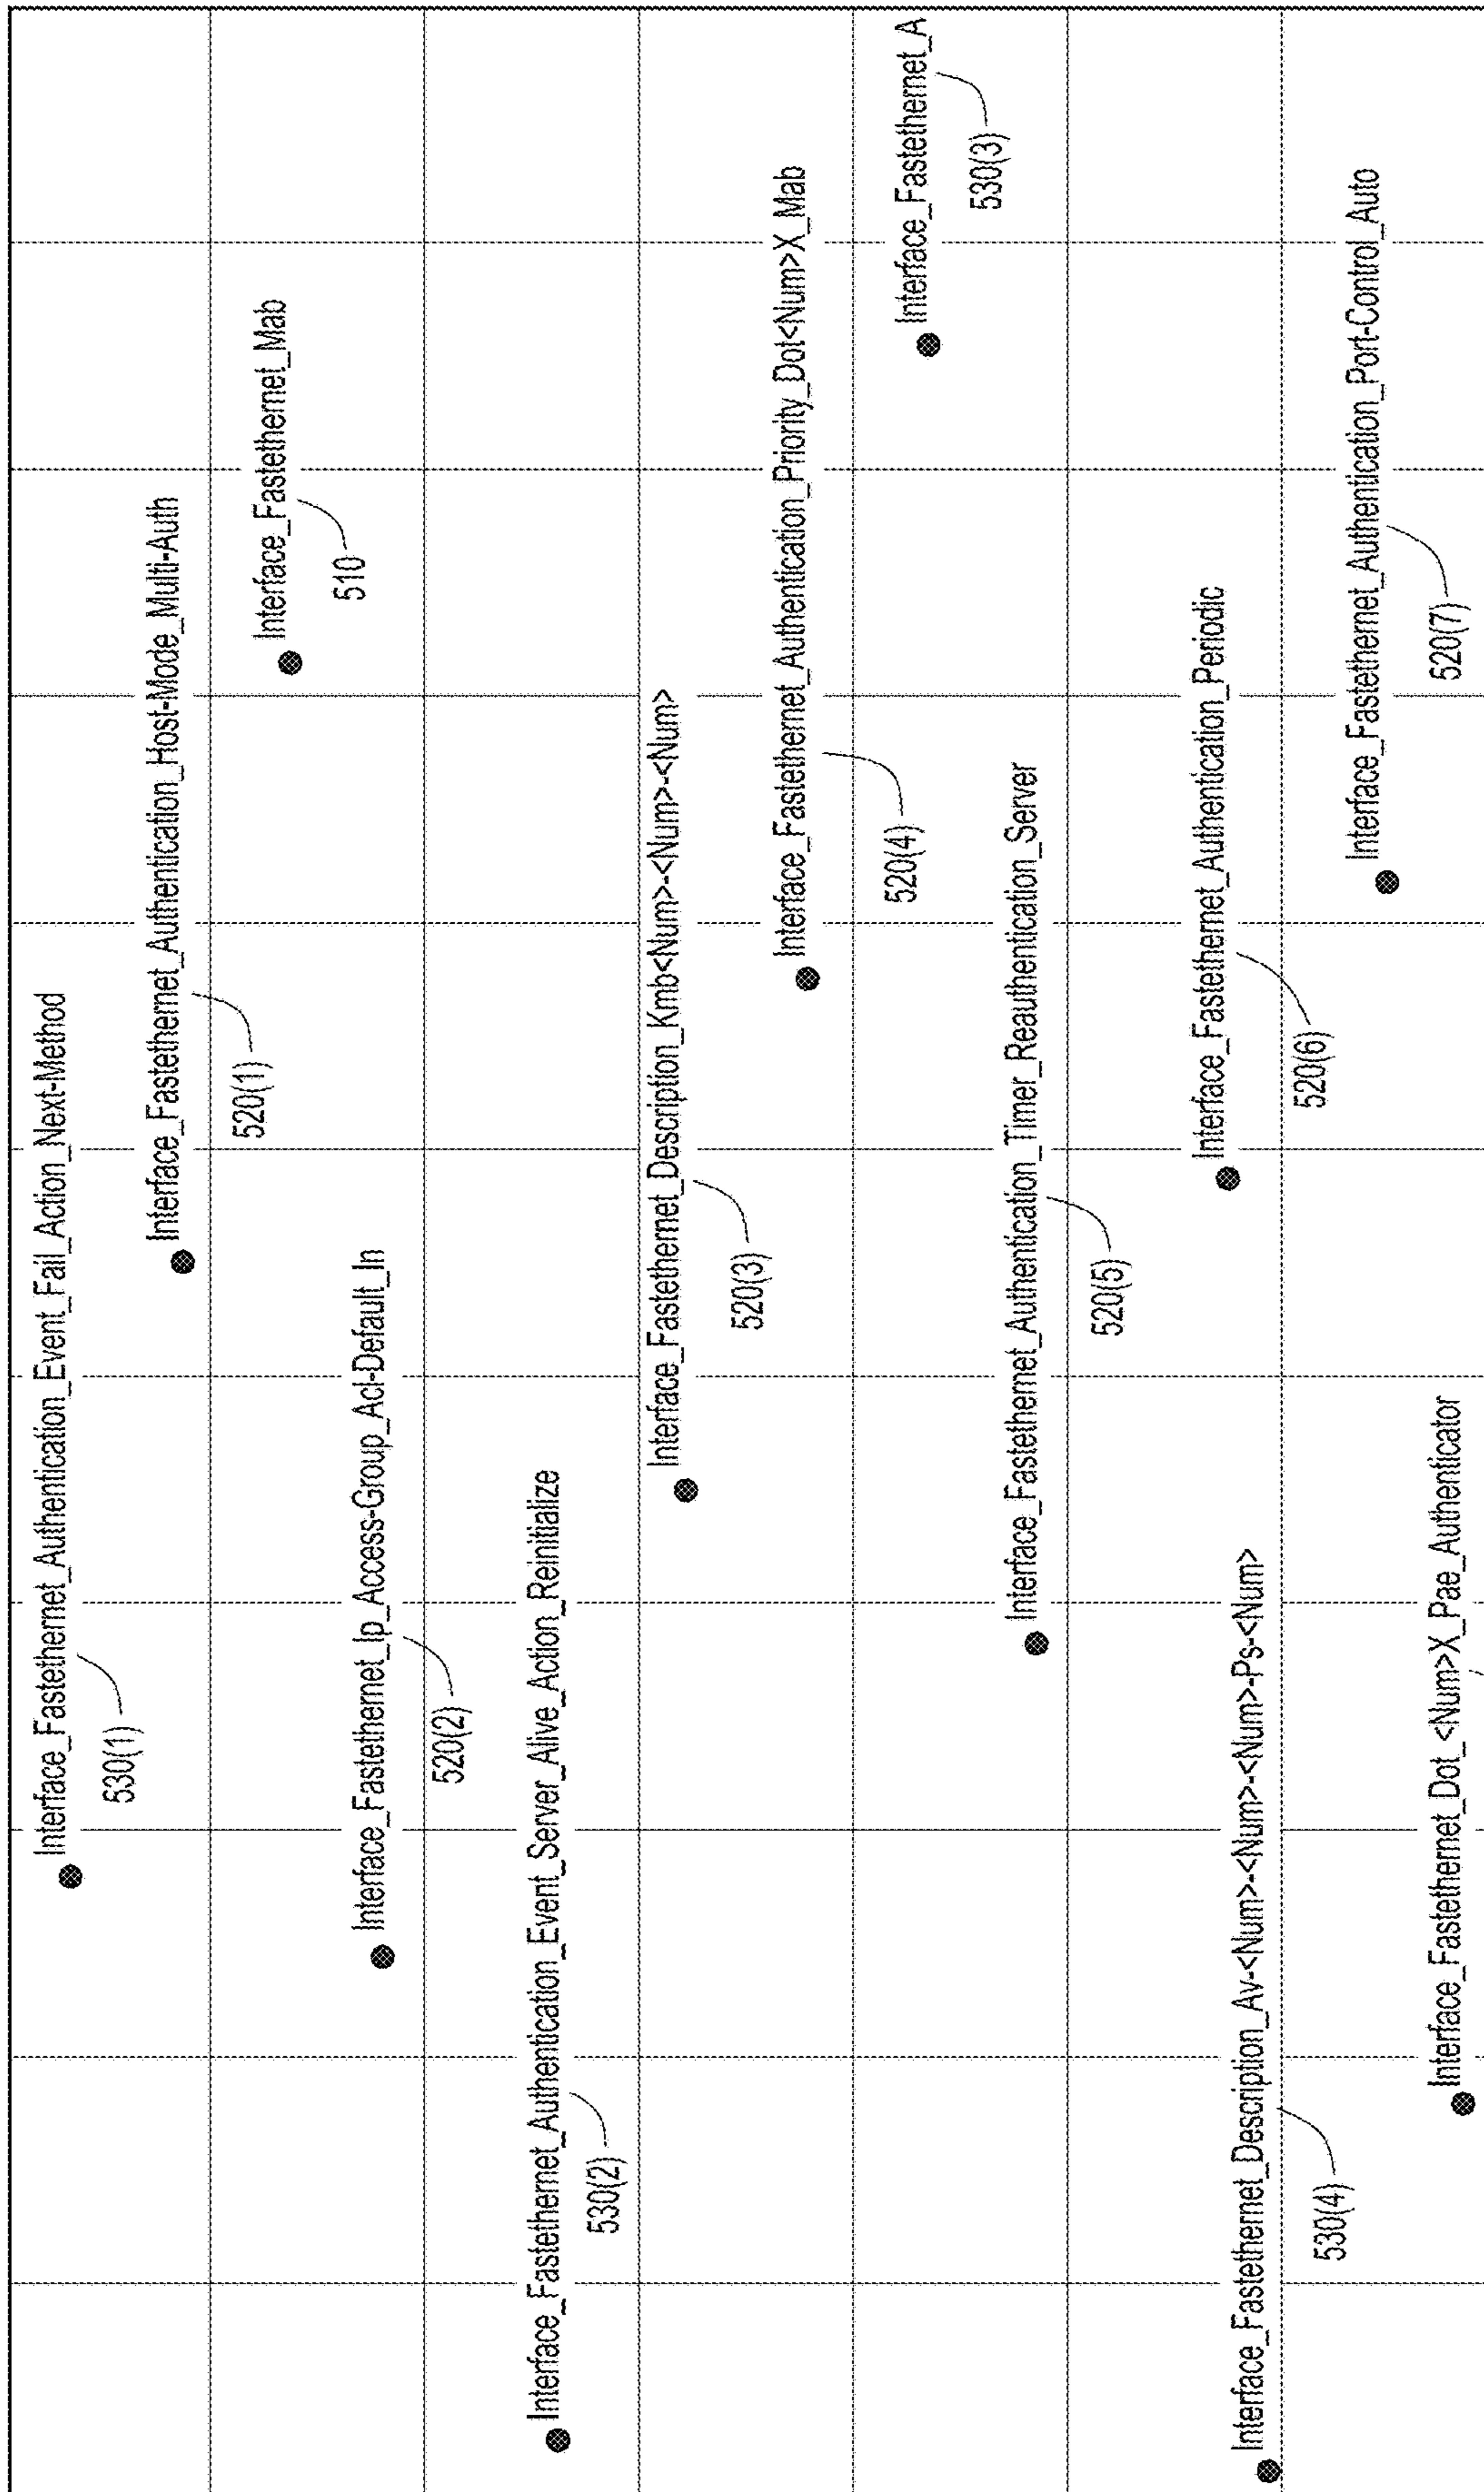 Interface_Fastethernet_Authentication_Event_Fail_Action_Next-Method
530(1)
Interface_Fastethernet_Authentication_Host-Mode_Multi-Auth
520(1)
Interface_Fastethernet_Mab
510
Interface_Fastethernet_Ip_Access-Group_Acl-Default_In
520(2)
Interface_Fastethernet_Authentication_Event_Server_Alive_Action_Reinitialize
530(2)
Interface_Fastethernet_Description_Kmb<Num>-<Num>-<Num>
520(3)
Interface_Fastethernet_Authentication_Priority_Dot<Num>X_Mab
520(4)
Interface_Fastethernet_A
530(3)
Interface_Fastethernet_Authentication_Timer_Reauthentication_Server
520(5)
Interface_Fastethernet_Authentication_Periodic
520(6)
Interface_Fastethernet_Description_Av-<Num>-<Num>-<Num>-Ps-<Num>
530(4)
Interface_Fastethernet_Authentication_Port-Control_Auto
520(7)
Interface_Fastethernet_Dot_<Num>X_Pae_Authenticator